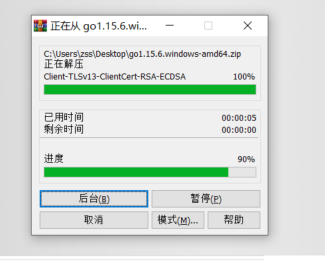 正在从 go1.15.6.wi...
C:\Users\zss\Desktop\go1.15.6.windows-amd64.zip
正在解压
Client-TLSv13-ClientCert-RSA-ECDSA 100%
已用时间 00:00:05
剩余时间 00:00:00
进度 90%
后台(B) 暂停(P)
取消 模式(M)... 帮助